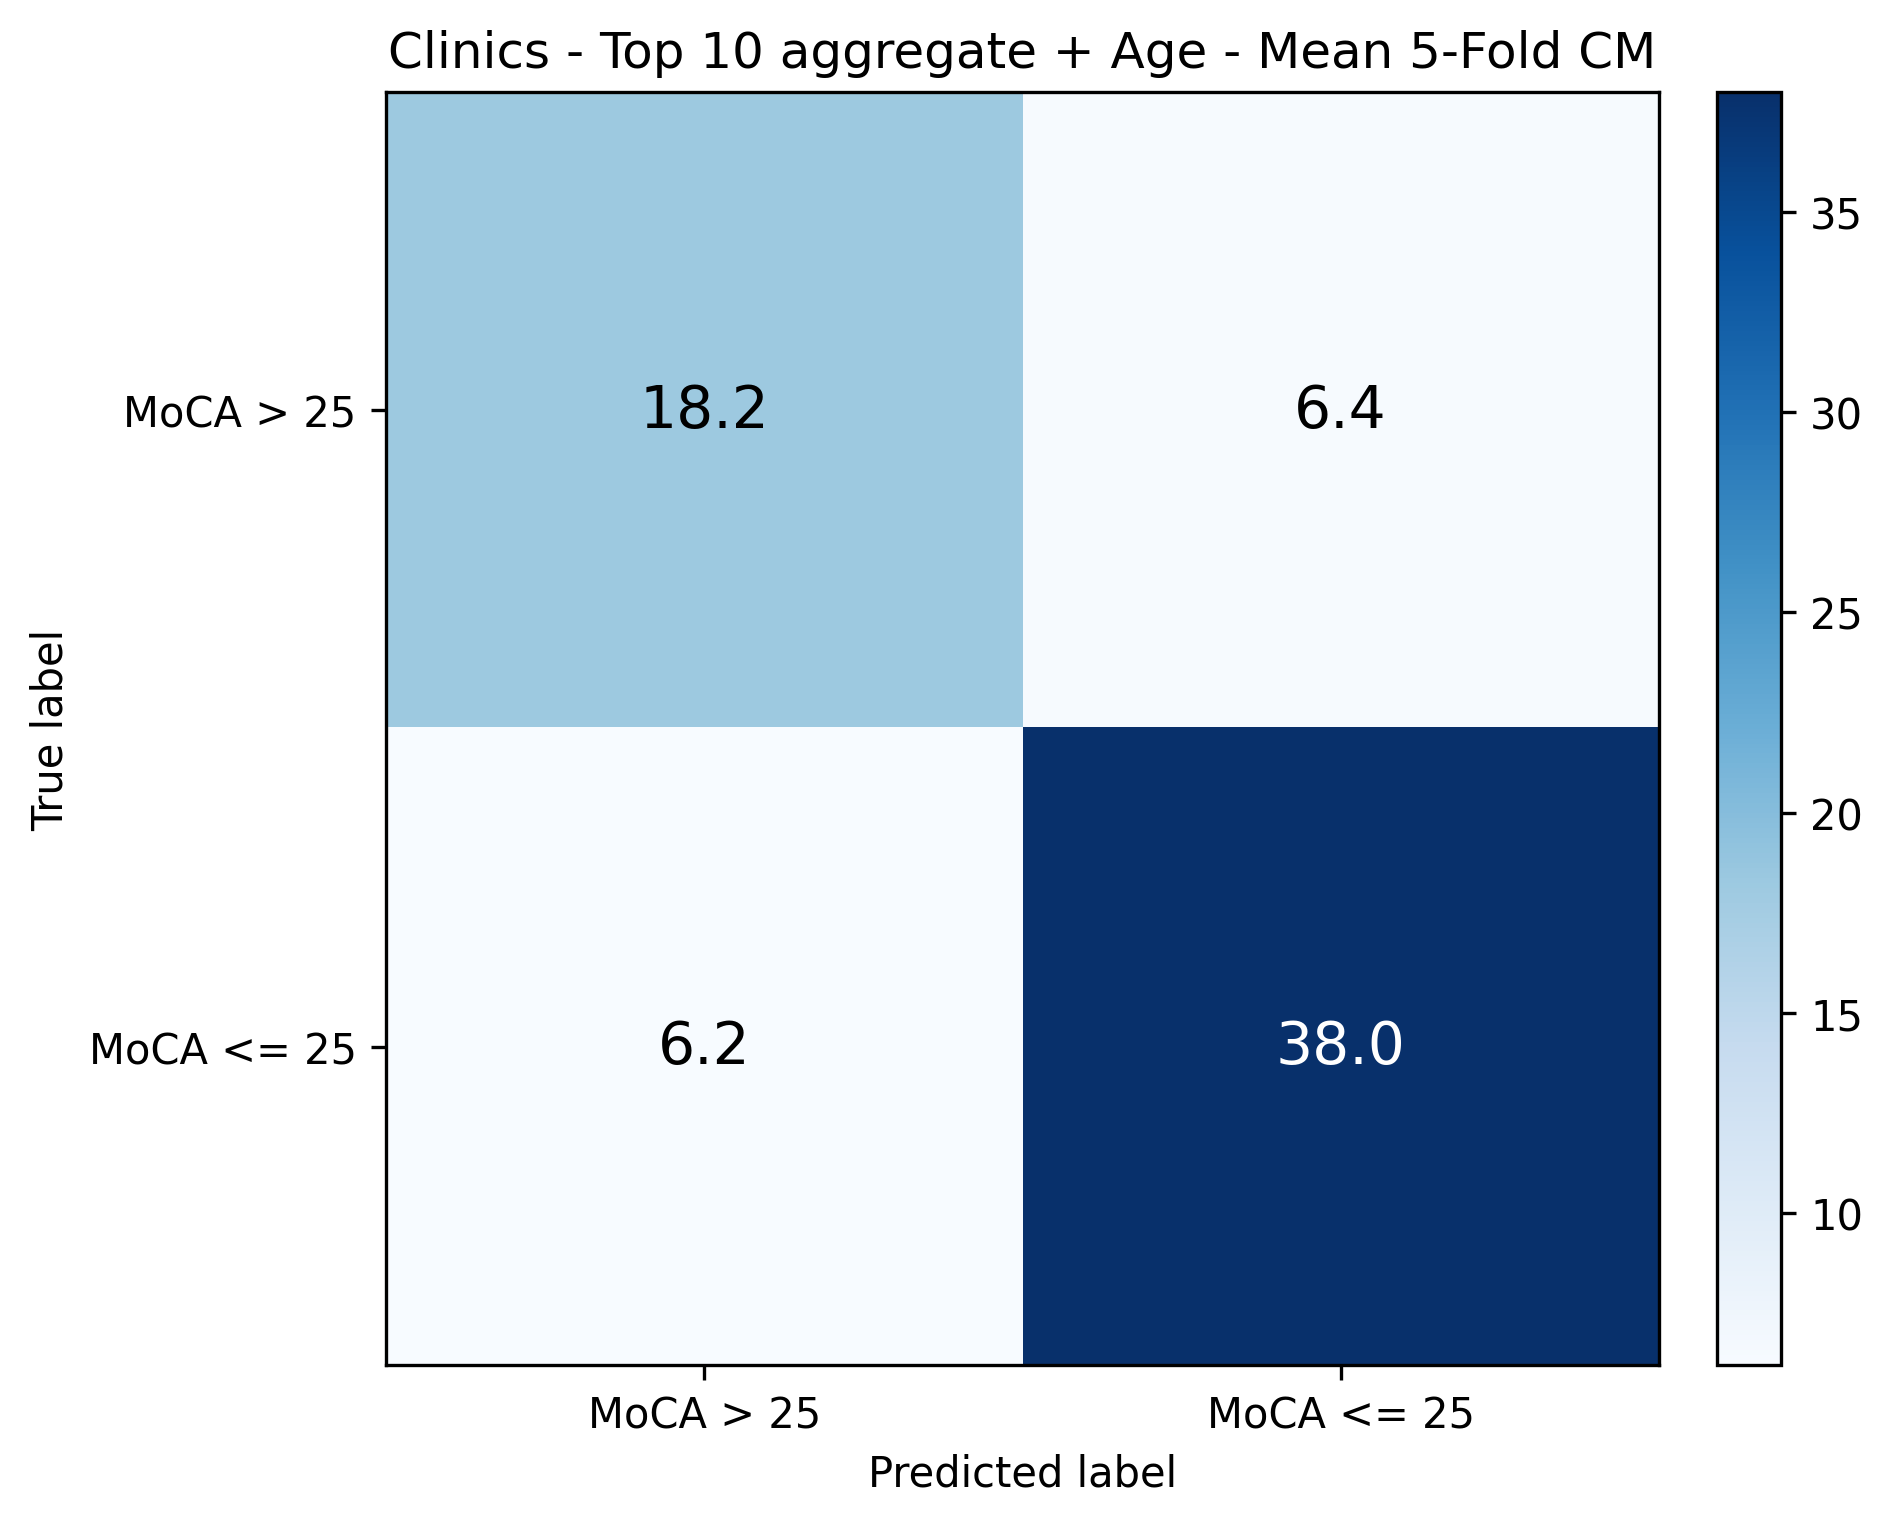 Clinics - Top 10 aggregate + Age - Mean 5-Fold CM
True label
MoCA > 25
MoCA <= 25
18.2
6.4
6.2
38.0
MoCA > 25
MoCA <= 25
Predicted label
35
30
25
20
15
10